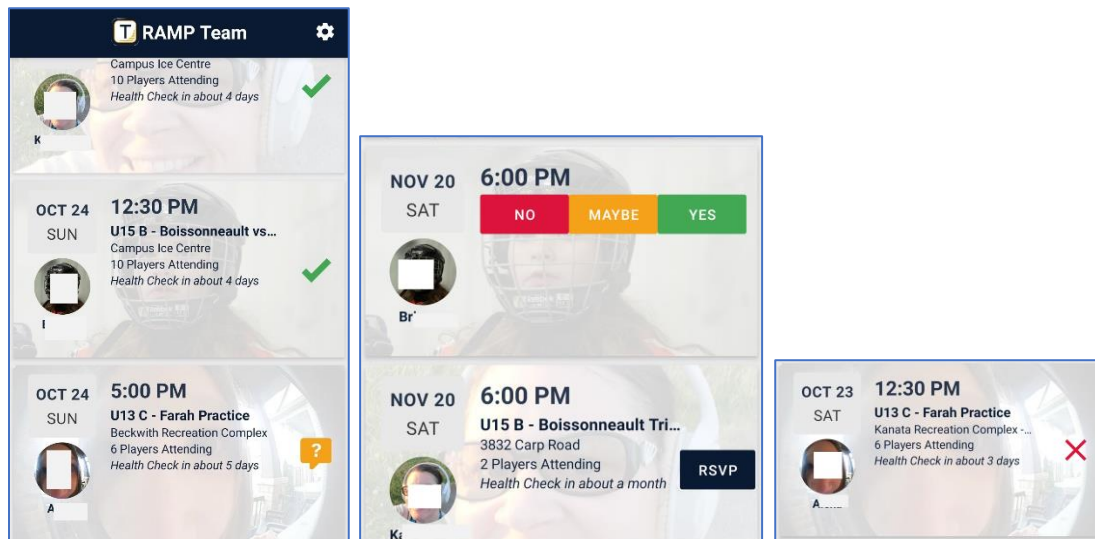 T RAMP Team
Campus Ice Centre
10 Players Attending
Health Check in about 4 days
K
OCT 24
SUN
12:30 PM
U15 B - Boissonneault vs...
Campus Ice Centre
10 Players Attending
Health Check in about 4 days
OCT 24
SUN
5:00 PM
U13 C - Farah Practice
Beckwith Recreation Complex
6 Players Attending
Health Check in about 5 days
?
A
NOV 20
SAT
6:00 PM
NO MAYBE YES
Br
NOV 20
SAT
6:00 PM
U15 B - Boissonneault Tri...
3832 Carp Road
2 Players Attending
Health Check in about a month
RSVP
Ka
OCT 23
SAT
12:30 PM
U13 C - Farah Practice
Kanata Recreation Complex -...
6 Players Attending
Health Check in about 3 days